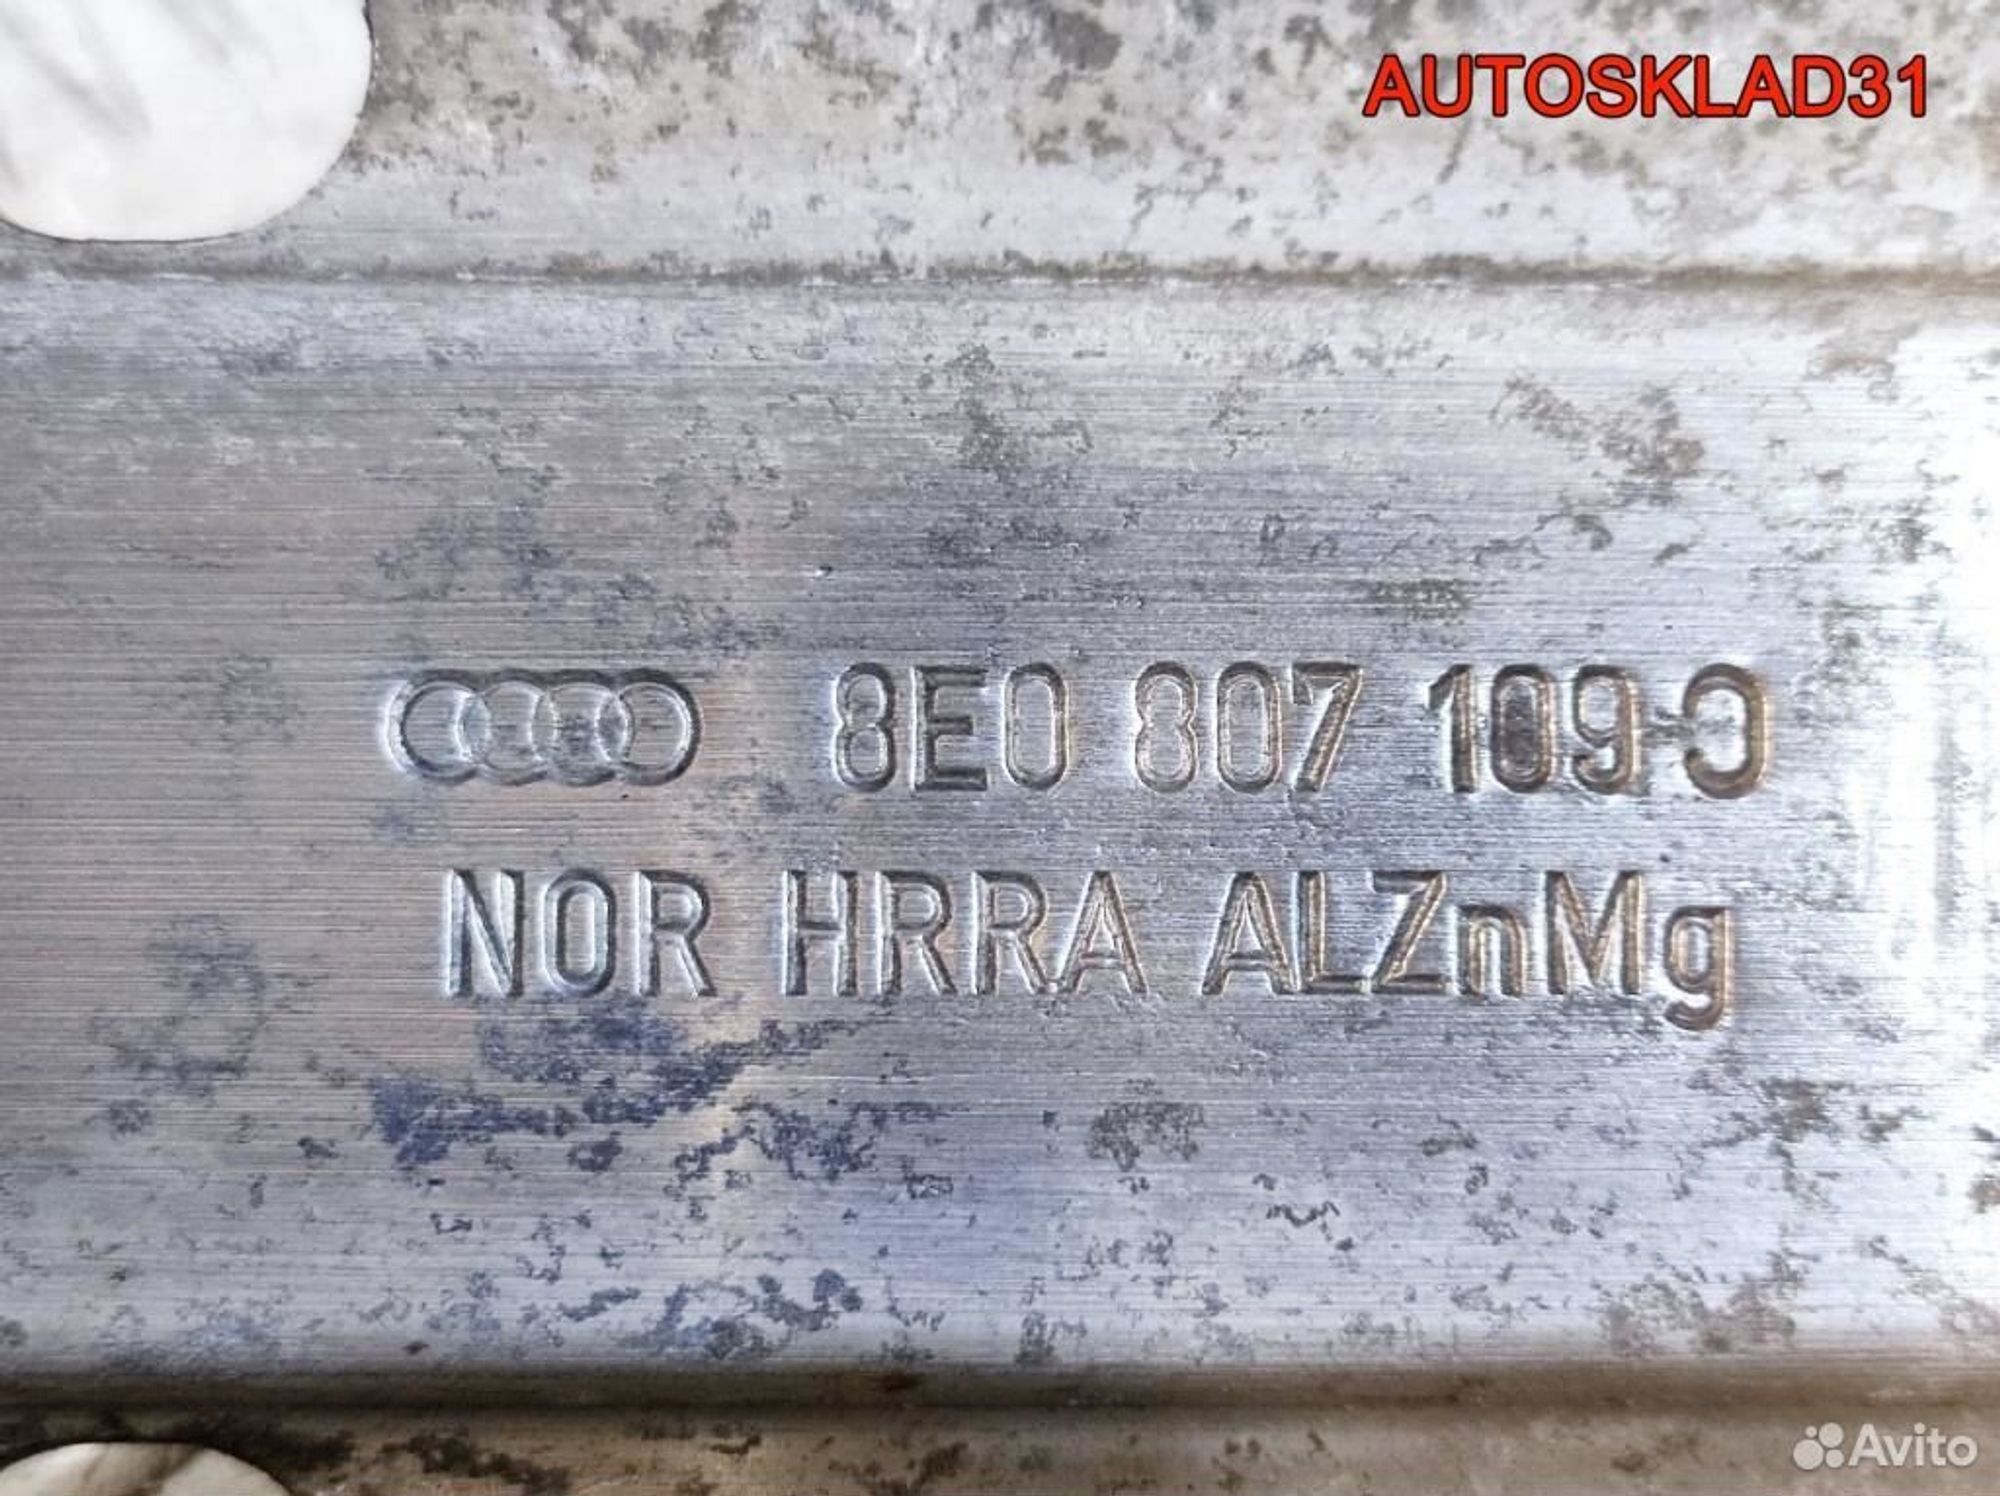 AUTOSKLAD31
8E0 807 109 C
NOR HRRA ALZnMg
Avito